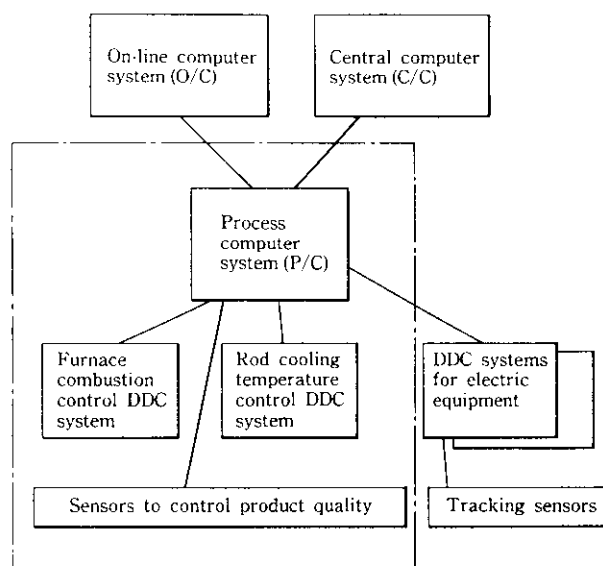 On-line computer
system (O/C)
Central computer
system (C/C)
Process
computer
system (P/C)
Furnace
combustion
control DDC
system
Rod cooling
temperature
control DDC
system
DDC systems
for electric
equipment
Sensors to control product quality
Tracking sensors